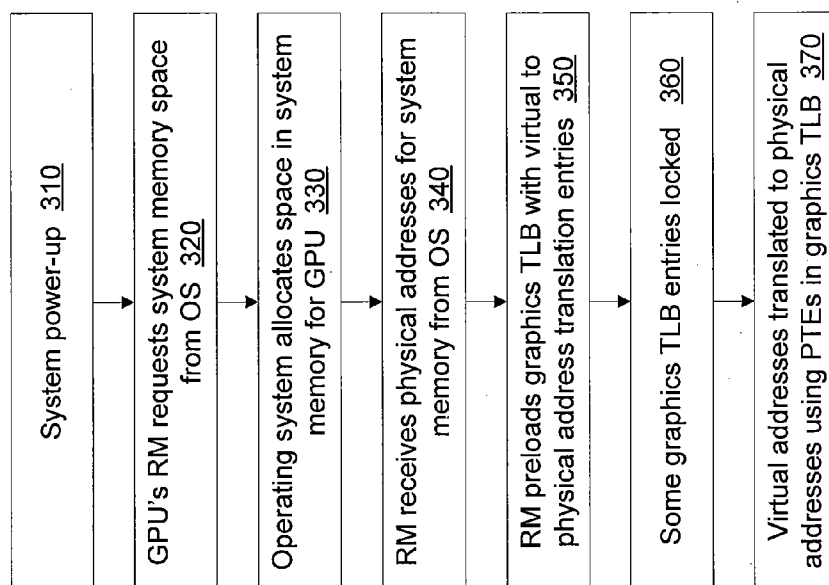 System power-up 310
GPU's RM requests system memory space
from OS 320
Operating system allocates space in system
memory for GPU 330
RM receives physical addresses for system
memory from OS 340
RM preloads graphics TLB with virtual to
physical address translation entries 350
Some graphics TLB entries locked 360
Virtual addresses translated to physical
addresses using PTEs in graphics TLB 370